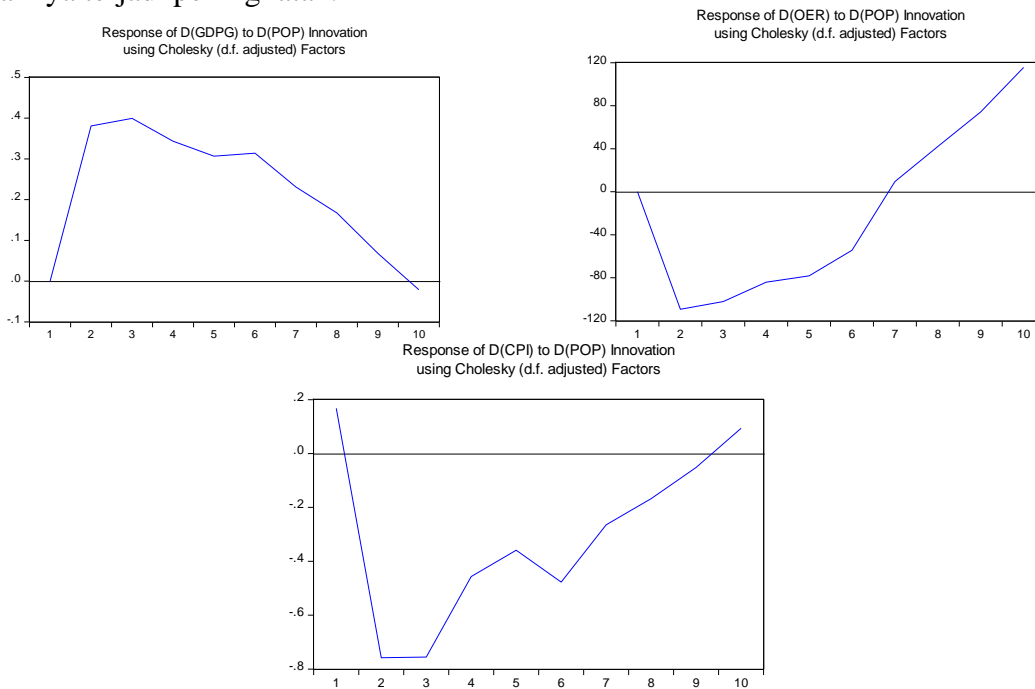 Response of D(GDPG) to D(POP) Innovation
using Cholesky (d.f. adjusted) Factors
.5
.4
.3
.2
.1
.0
-.1
1 2 3 4 5 6 7 8 9 10
Response of D(OER) to D(POP) Innovation
using Cholesky (d.f. adjusted) Factors
120
80
40
0
-40
-80
-120
1 2 3 4 5 6 7 8 9 10
Response of D(CPI) to D(POP) Innovation
using Cholesky (d.f. adjusted) Factors
.2
.0
-.2
-.4
-.6
-.8
1 2 3 4 5 6 7 8 9 10